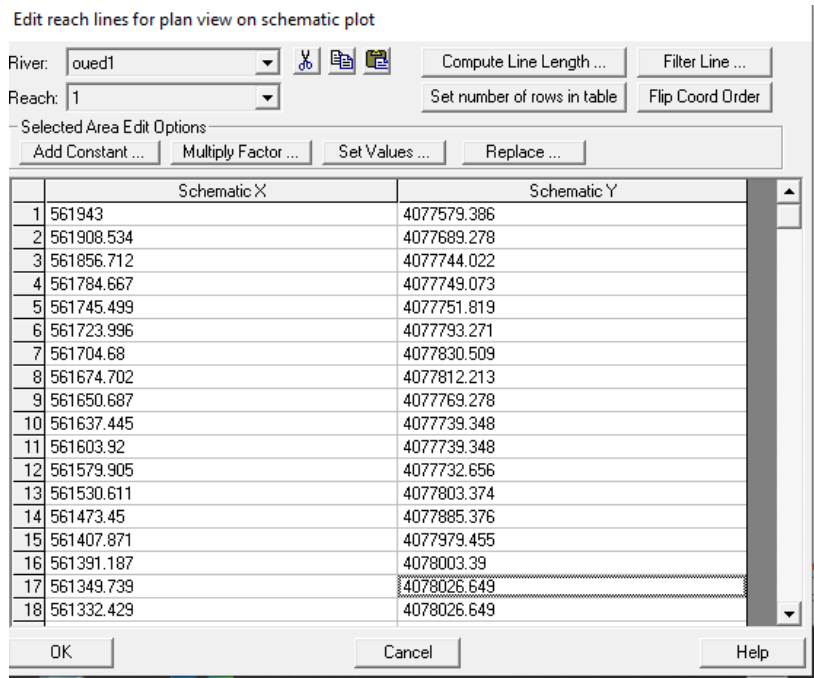 Edit reach lines for plan view on schematic plot
River: oued1 Compute Line Length ... Filter Line ...
Reach: 1 Set number of rows in table Flip Coord Order
Selected Area Edit Options
Add Constant ... Multiply Factor ... Set Values ... Replace ...
Schematic X Schematic Y
1 561943 4077579.386
2 561908.534 4077689.278
3 561856.712 4077744.022
4 561784.667 4077749.073
5 561745.499 4077751.819
6 561723.996 4077793.271
7 561704.68 4077830.509
8 561674.702 4077812.213
9 561650.687 4077769.278
10 561637.445 4077739.348
11 561603.92 4077739.348
12 561579.905 4077732.656
13 561530.611 4077803.374
14 561473.45 4077885.376
15 561407.871 4077979.455
16 561391.187 4078003.39
17 561349.739 4078026.649
18 561332.429 4078026.649
OK Cancel Help